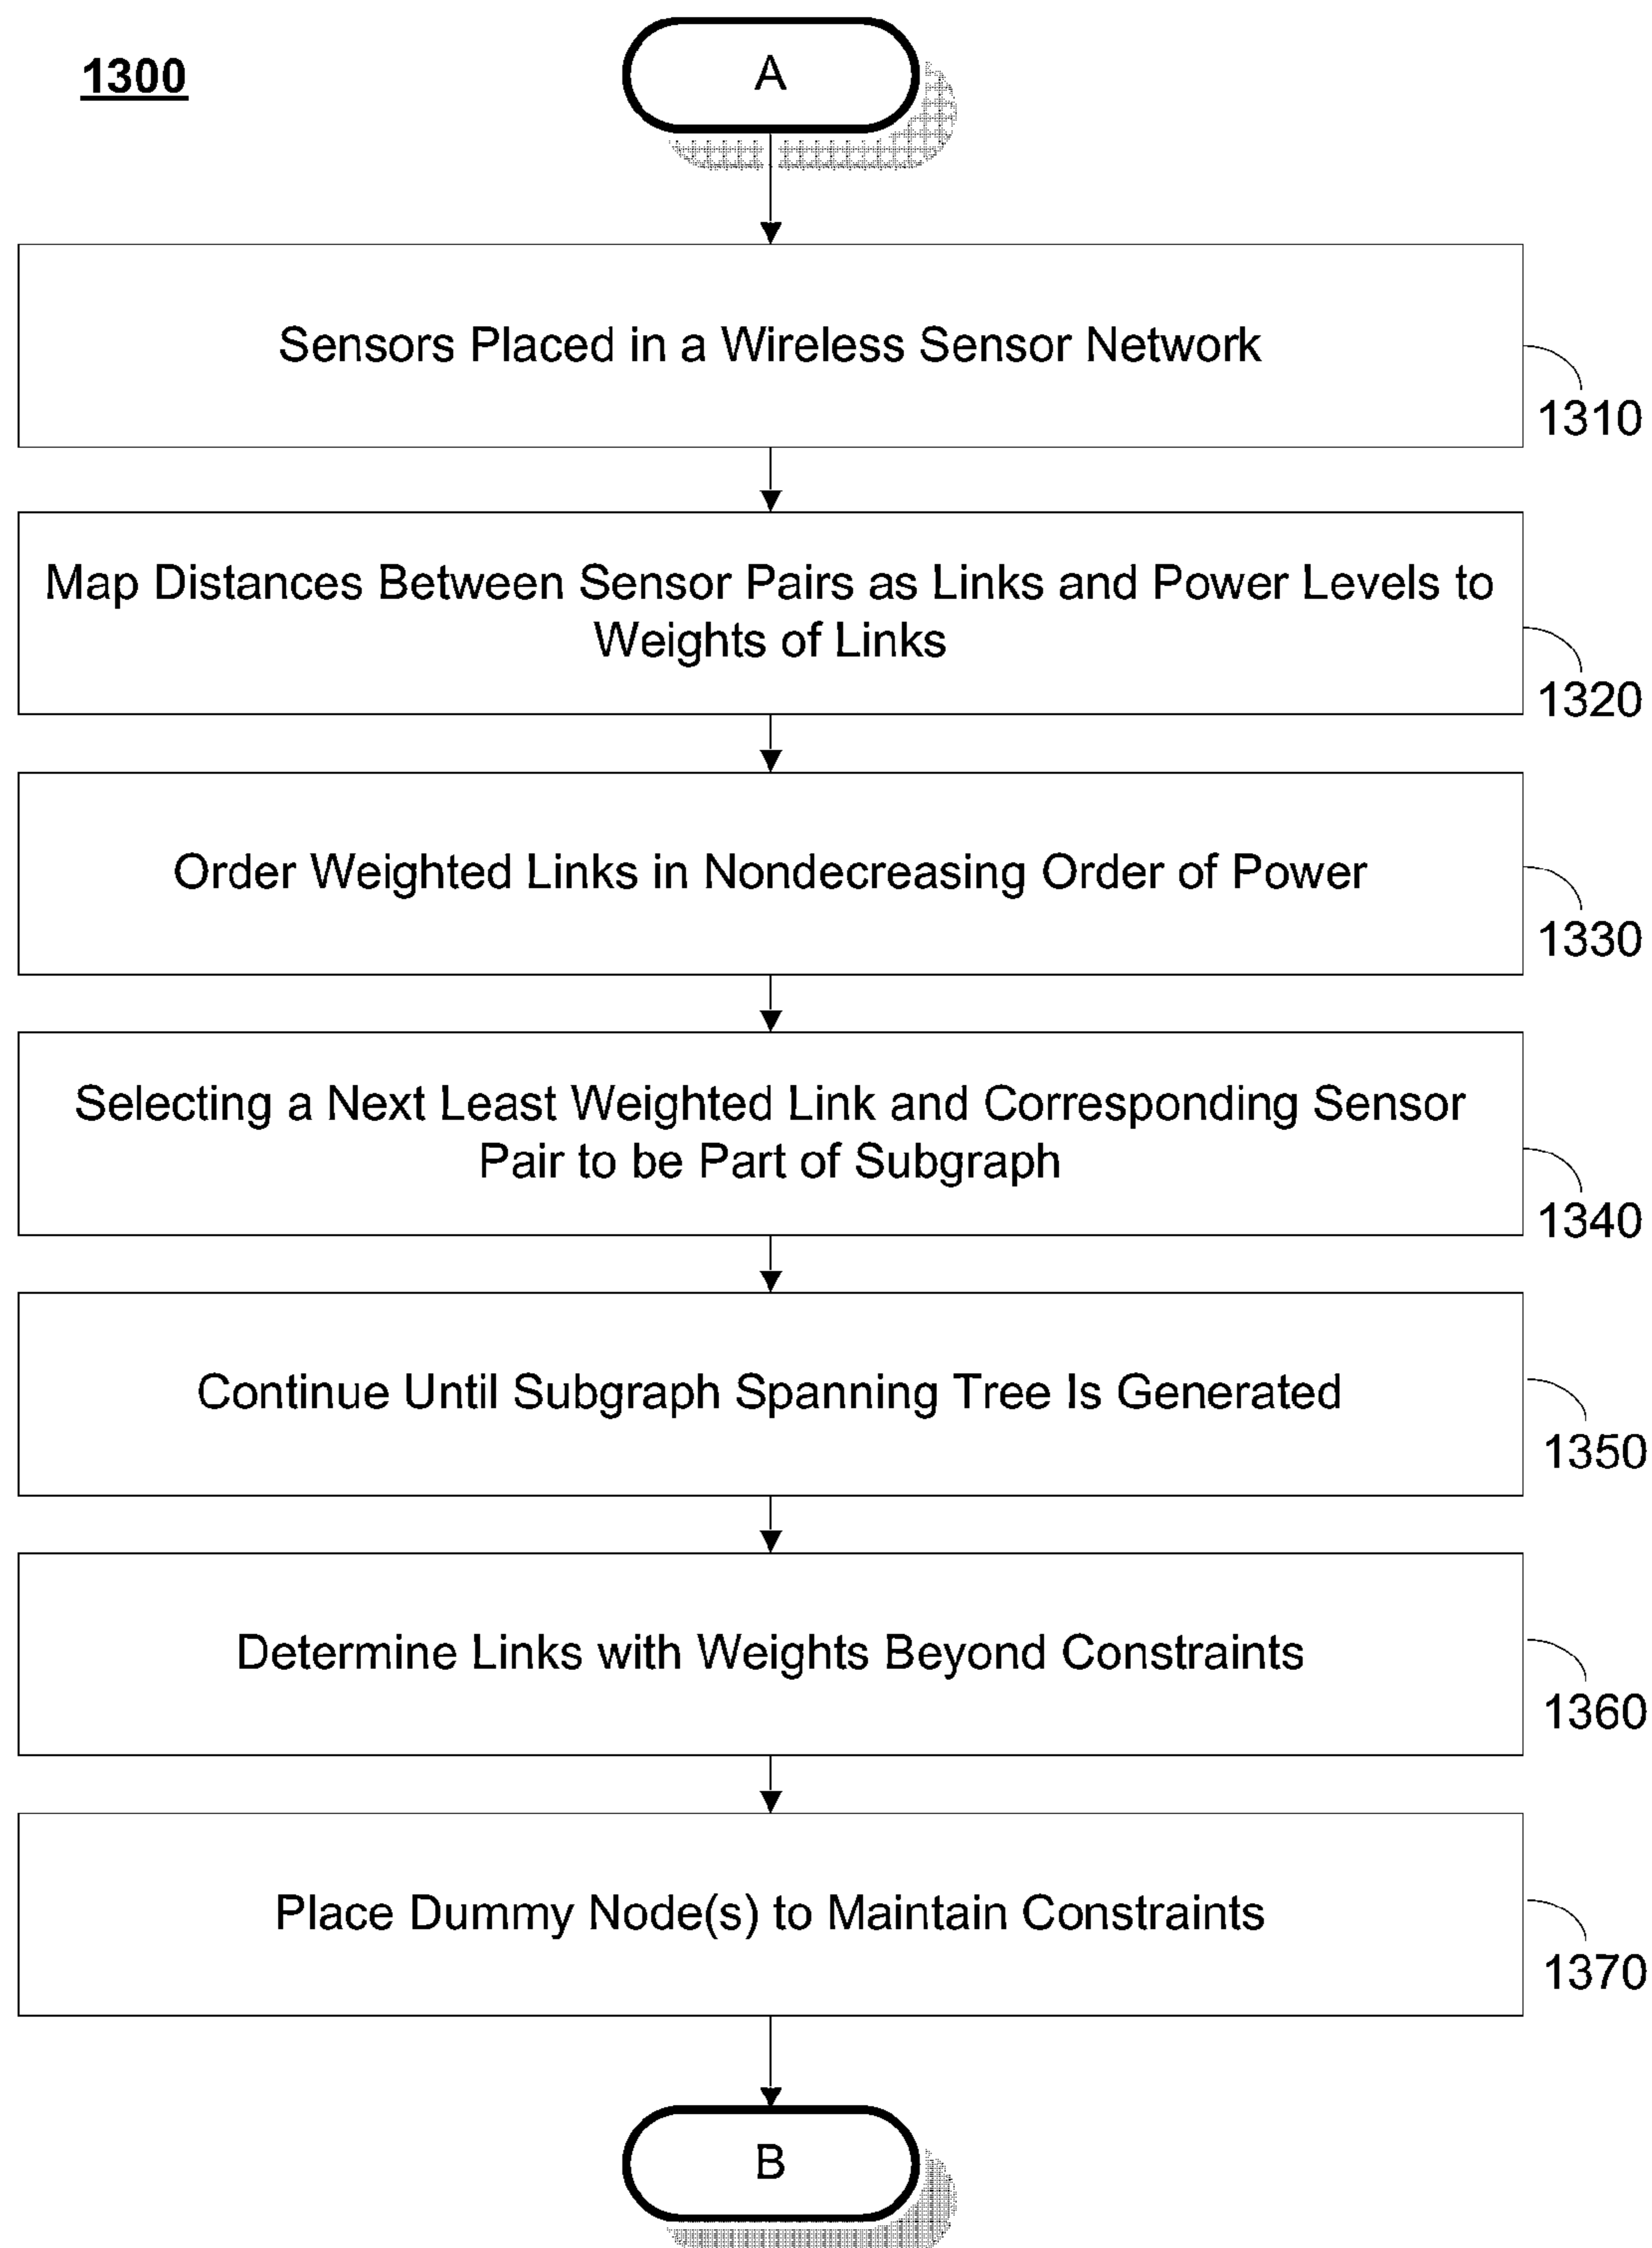 1300
A
Sensors Placed in a Wireless Sensor Network
1310
Map Distances Between Sensor Pairs as Links and Power Levels to
Weights of Links
1320
Order Weighted Links in Nondecreasing Order of Power
1330
Selecting a Next Least Weighted Link and Corresponding Sensor
Pair to be Part of Subgraph
1340
Continue Until Subgraph Spanning Tree Is Generated
1350
Determine Links with Weights Beyond Constraints
1360
Place Dummy Node(s) to Maintain Constraints
1370
B